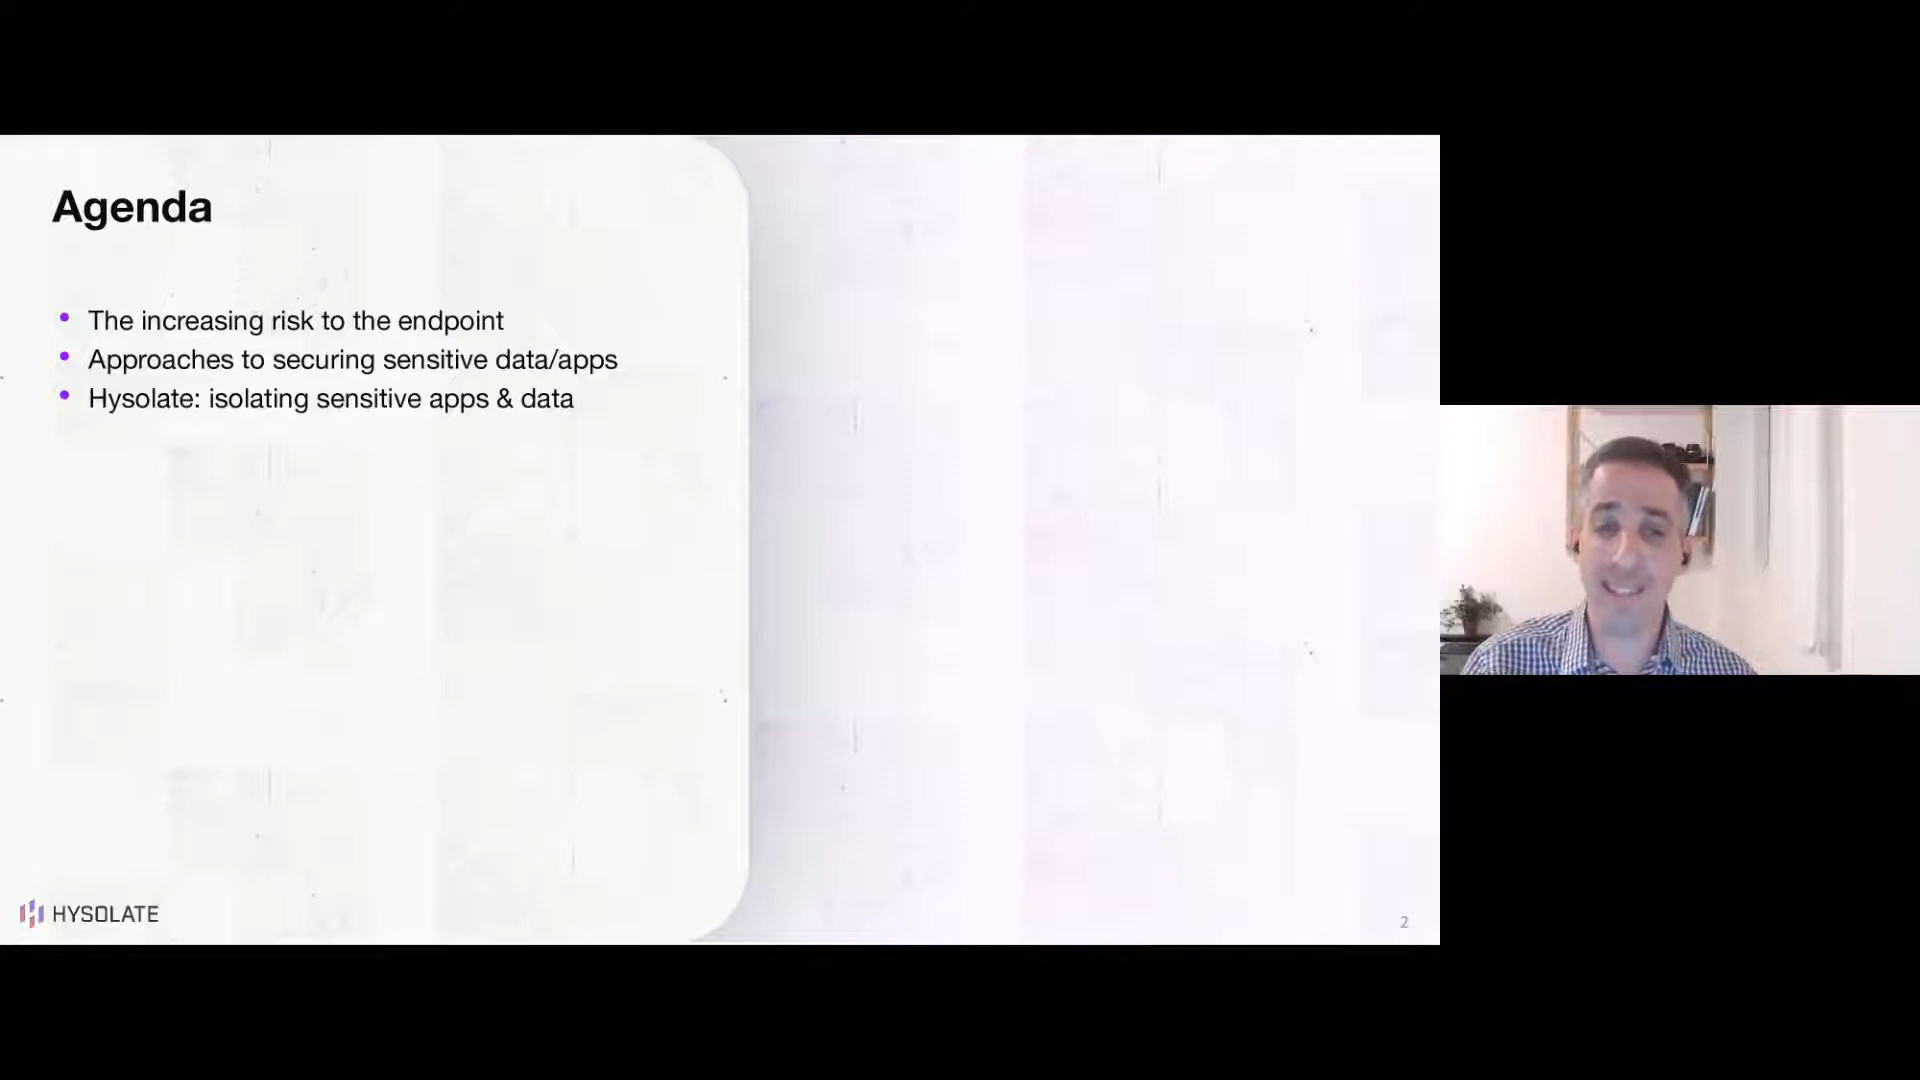 Agenda
• The increasing risk to the endpoint
• Approaches to securing sensitive data/apps
• Hysolate: isolating sensitive apps & data
HYSOLATE
2